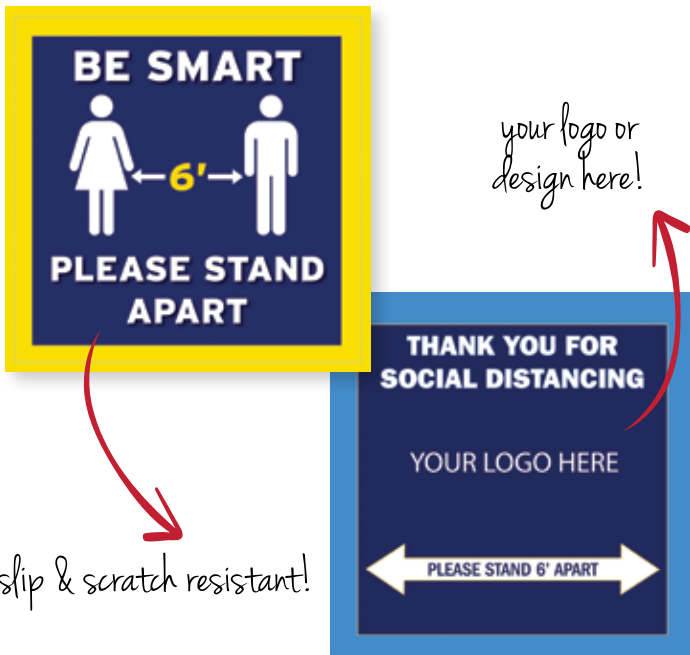 BE SMART
6'
PLEASE STAND
APART
your logo or
design here!
THANK YOU FOR
SOCIAL DISTANCING
YOUR LOGO HERE
PLEASE STAND 6' APART
slip & scratch resistant!